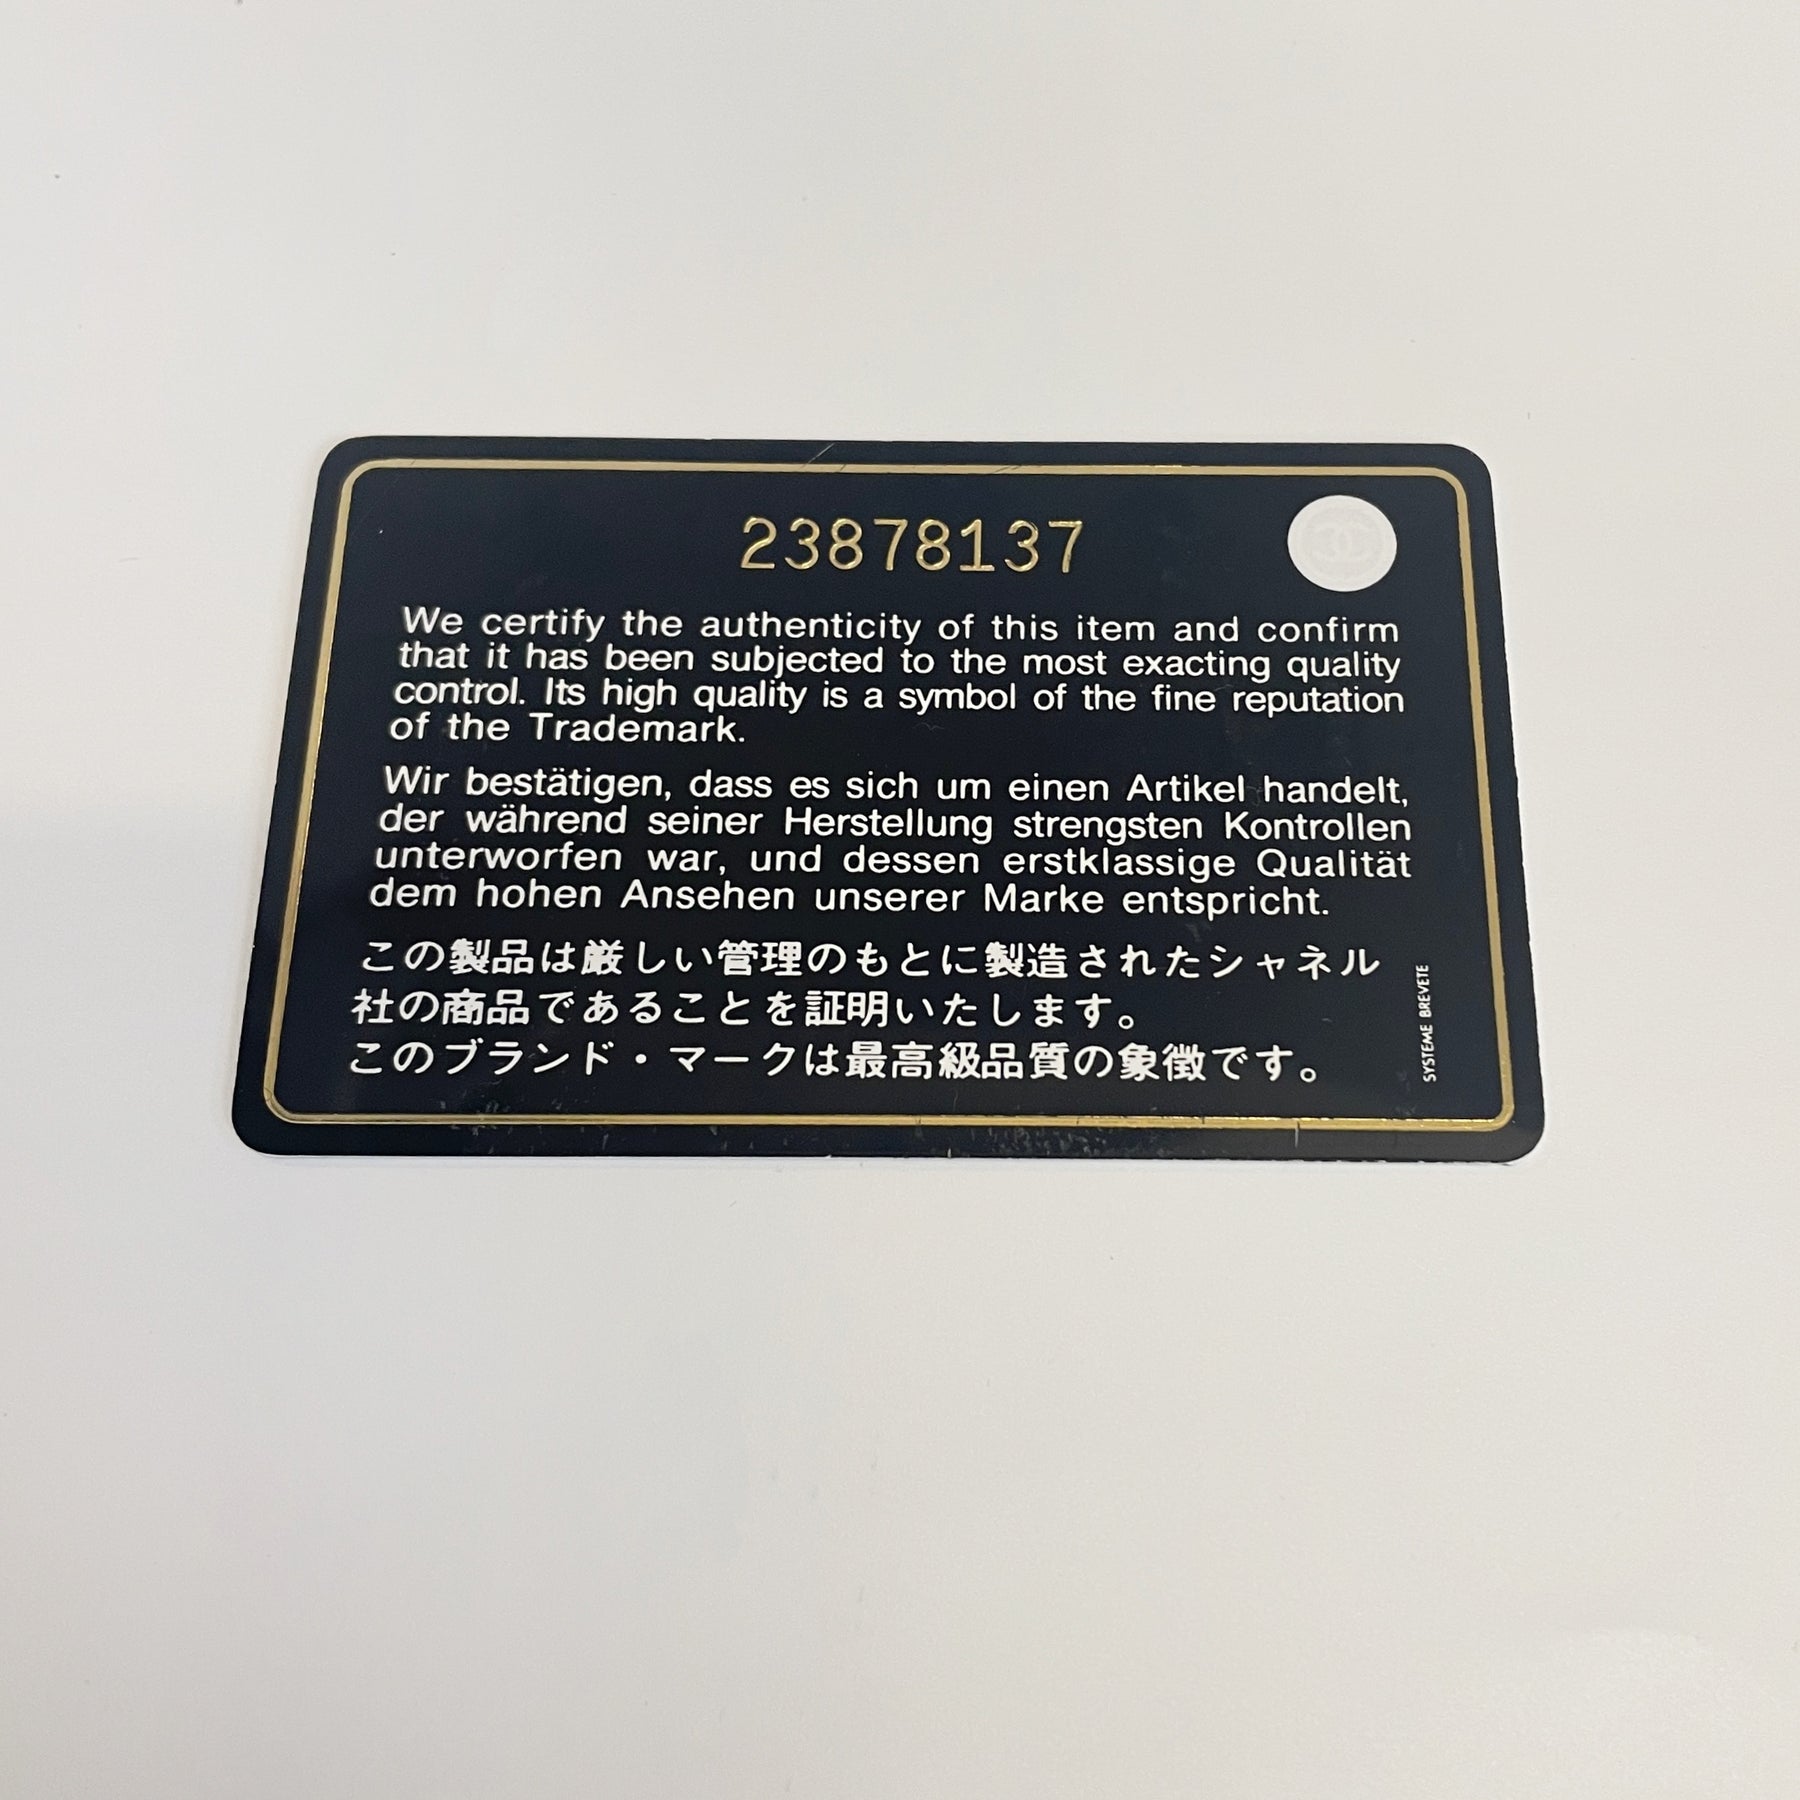 23878137
We certify the authenticity of this item and confirm
that it has been subjected to the most exacting quality
control. Its high quality is a symbol of the fine reputation
of the Trademark.
Wir bestätigen, dass es sich um einen Artikel handelt,
der während seiner Herstellung strengsten Kontrollen
unterworfen war, und dessen erstklassige Qualität
dem hohen Ansehen unserer Marke entspricht.
この製品は厳しい管理のもとに製造されたシャネル
社の商品であることを証明いたします。
このブランド・マークは最高級品質の象徴です。
SYSTEME BREVETE